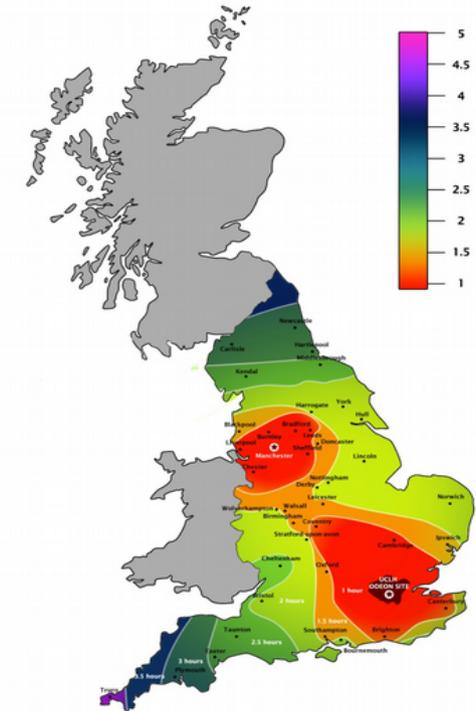 5
4.5
4
3.5
3
2.5
2
1.5
1
Newcastle
Carlisle
Hartlepool
Middlesbrough
Kendal
Harrogate
York
Hull
Blackpool
Burnley
Bradford
Leeds
Liverpool
Manchester
Sheffield
Doncaster
Chester
Lincoln
Nottingham
Derby
Leicester
Norwich
Wolverhampton
Walsall
Birmingham
Coventry
Stratford upon avon
Ipswich
Cambridge
Cheltenham
Oxford
UCLH
ODEON SITE
1 hour
Canterbury
Bristol
2 hours
1.5 hours
Taunton
2.5 hours
Southampton
Brighton
Bournemouth
Exeter
3 hours
Plymouth
3.5 hours
Truro